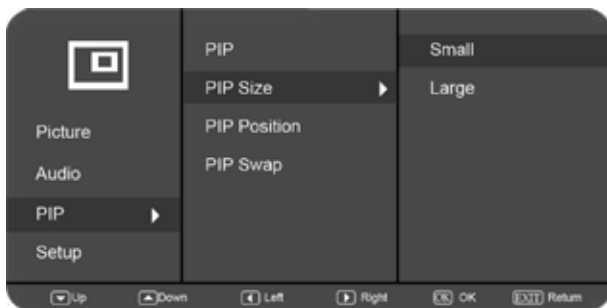 Picture
Audio
PIP
Setup
PIP
PIP Size
PIP Position
PIP Swap
Small
Large
Up Down Left Right OK OK EXIT Return